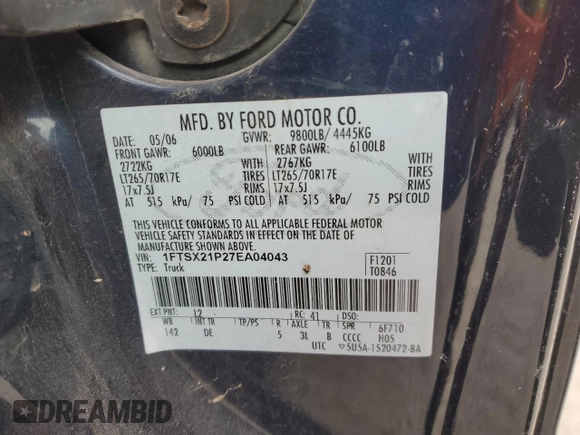 MFD. BY FORD MOTOR CO.
DATE 05/06 GVWR: 9800LB/ 4445KG
FRONT GAWR: 6000LB REAR GAWR: 6100LB
2722KG WITH 2767KG WITH
LT265/70R17E TIRES LT265/70R17E TIRES
17x7.5J RIMS 17x7.5J RIMS
AT 515 kPa/ 75 PSI COLD AT 515 kPa/ 75 PSI COLD
THIS VEHICLE CONFORMS TO ALL APPLICABLE FEDERAL MOTOR
VEHICLE SAFETY STANDARDS IN EFFECT ON THE DATE OF
MANUFACTURE SHOWN ABOVE.
VIN: 1FTSX21P27EA04043 F1201
TYPE: Truck T0846
EXT PNT: L2 RC: 41 DSO:
WB INT TR TP/PS R AXLE TR SPR 6F710
142 DE 5 3L B CCCC H05
UTC ▽5U5A-1520472-BA
Ford
DREAMBID